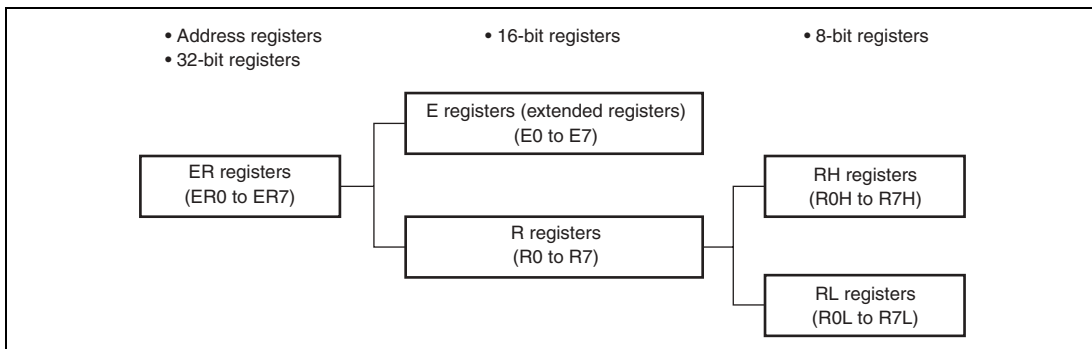 • Address registers
• 32-bit registers
• 16-bit registers
• 8-bit registers
E registers (extended registers)
(E0 to E7)
ER registers
(ER0 to ER7)
RH registers
(R0H to R7H)
R registers
(R0 to R7)
RL registers
(R0L to R7L)